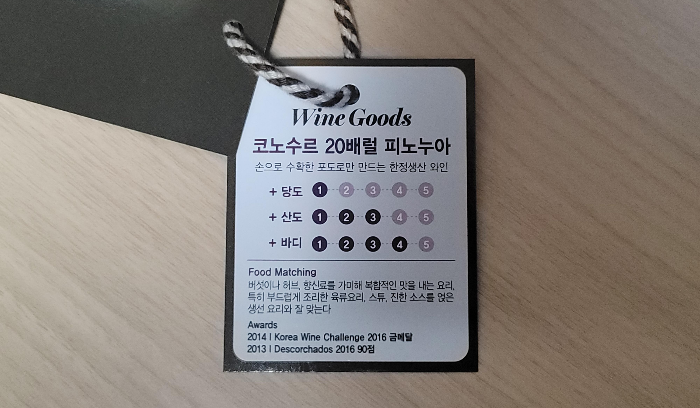 Wine Goods
코노수르 20배럴 피노누아
손으로 수확한 포도로만 만드는 한정생산 와인
+ 당도 1 2 3 4 5
+ 산도 1 2 3 4 5
+ 바디 1 2 3 4 5
Food Matching
버섯이나 허브, 향신료를 가미해 복합적인 맛을 내는 요리,
특히 부드럽게 조리한 육류요리, 스튜, 진한 소스를 얹은
생선 요리와 잘 맞는다
Awards
2014 | Korea Wine Challenge 2016 금메달
2013 | Descorchados 2016 90점